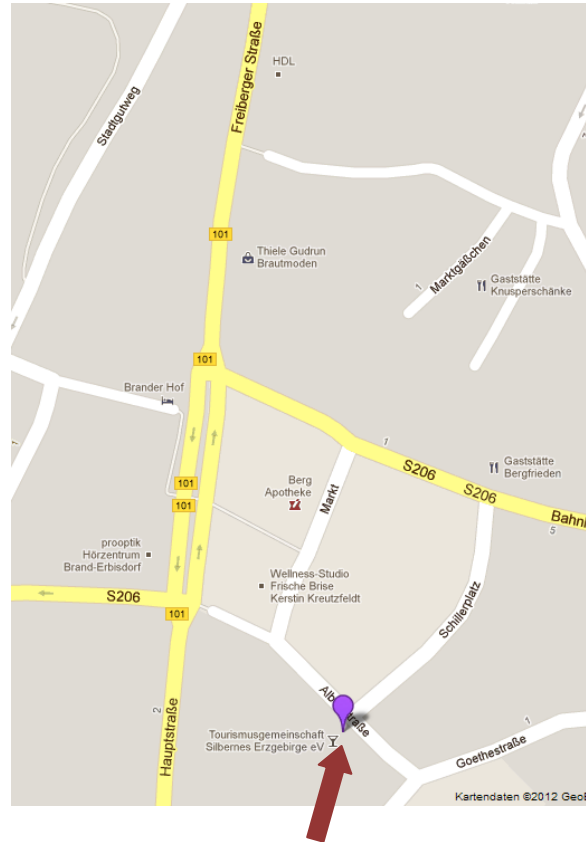 HDL
Freiberger Straße
Stadtgutweg
101
Thiele Gudrun
Brautmoden
Marktgäßchen
1
Gaststätte
Knusperschänke
101
Brander Hof
1
S206
S206
Gaststätte
Bergfrieden
Bahn
5
Berg
Apotheke
Markt
101
101
prooptik
Hörzentrum
Brand-Erbisdorf
Wellness-Studio
Frische Brise
Kerstin Kreutzfeldt
S206
101
Schillerplatz
2
Hauptstraße
Tourismusgemeinschaft
Silbernes Erzgebirge eV
1
Goethestraße
Kartendaten ©2012 Geo